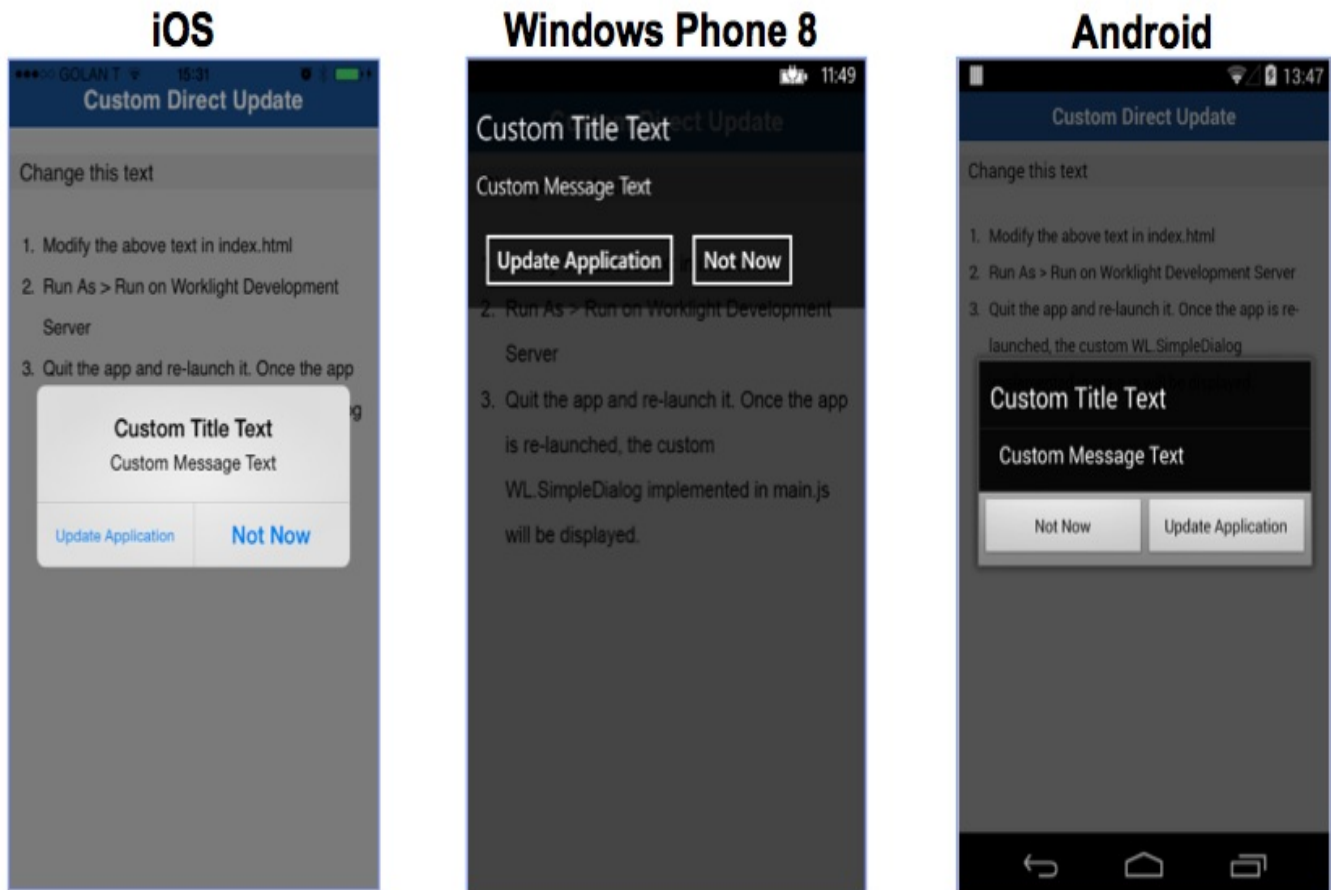 iOS
GOLAN T 15:31
Custom Direct Update
Change this text
1. Modify the above text in index.html
2. Run As > Run on Worklight Development
Server
3. Quit the app and re-launch it. Once the app
Custom Title Text
Custom Message Text
Update Application Not Now
Windows Phone 8
11:49
Custom Title Text
Custom Message Text
Update Application Not Now
2. Run As > Run on Worklight Development
Server
3. Quit the app and re-launch it. Once the app
is re-launched, the custom
WL.SimpleDialog implemented in main.js
will be displayed.
Android
13:47
Custom Direct Update
Change this text
1. Modify the above text in index.html
2. Run As > Run on Worklight Development Server
3. Quit the app and re-launch it. Once the app is re-
launched, the custom WL.SimpleDialog
Custom Title Text
Custom Message Text
Not Now Update Application